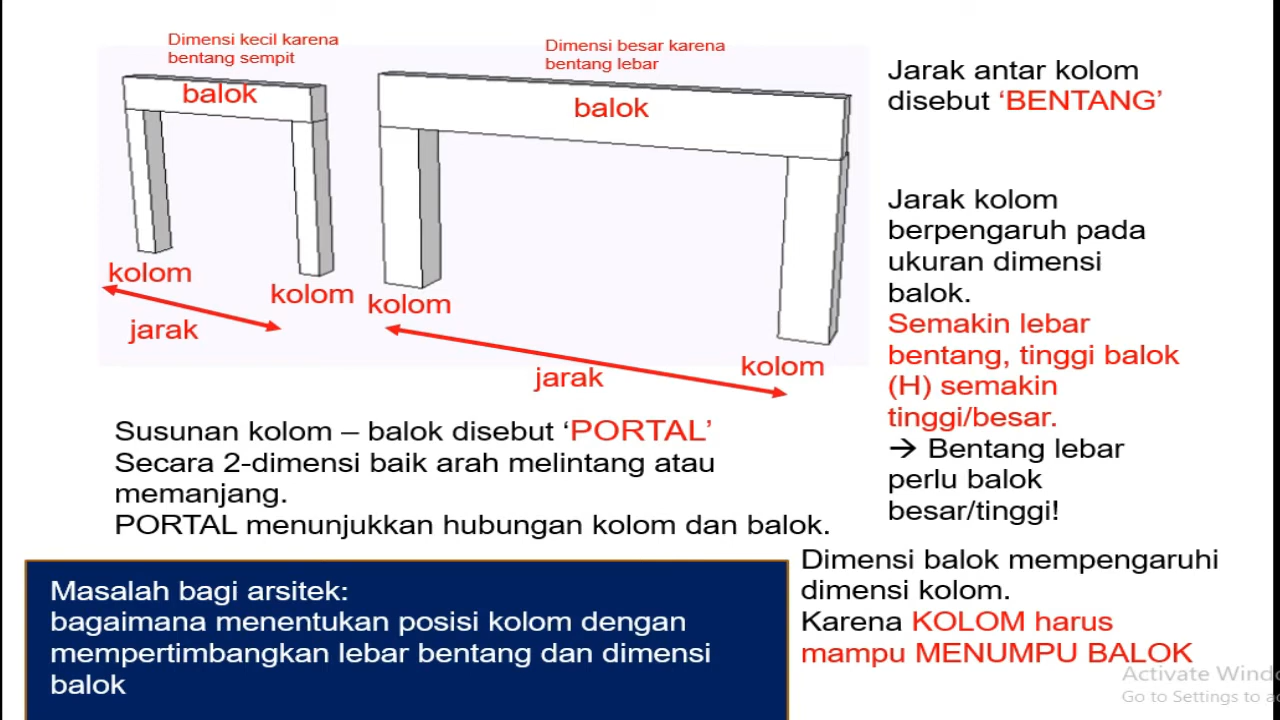 Dimensi kecil karena
bentang sempit
balok
kolom
kolom
jarak
Dimensi besar karena
bentang lebar
balok
kolom
kolom
jarak
Jarak antar kolom
disebut ‘BENTANG’
Jarak kolom
berpengaruh pada
ukuran dimensi
balok.
Semakin lebar
bentang, tinggi balok
(H) semakin
tinggi/besar.
→ Bentang lebar
perlu balok
besar/tinggi!
Susunan kolom – balok disebut ‘PORTAL’
Secara 2-dimensi baik arah melintang atau
memanjang.
PORTAL menunjukkan hubungan kolom dan balok.
Dimensi balok mempengaruhi
dimensi kolom.
Karena KOLOM harus
mampu MENUMPU BALOK
Masalah bagi arsitek:
bagaimana menentukan posisi kolom dengan
mempertimbangkan lebar bentang dan dimensi
balok
Activate Windo
Go to Settings to a